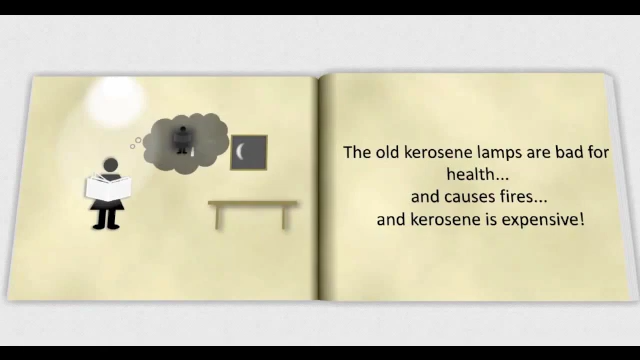 The old kerosene lamps are bad for
health...
and causes fires...
and kerosene is expensive!